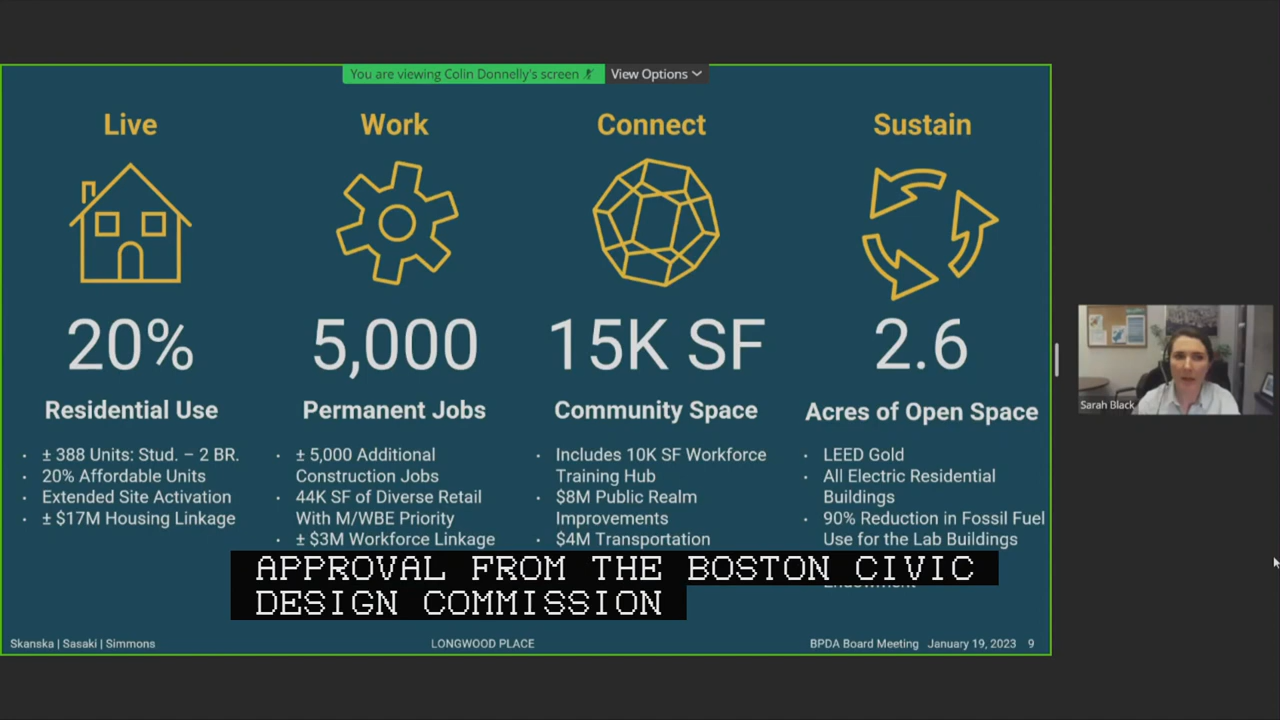 You are viewing Colin Donnelly's screen
View Options
Live
Work
Connect
Sustain
20%
5,000
15K SF
2.6
Residential Use
Permanent Jobs
Community Space
Acres of Open Space
· ± 388 Units: Stud. – 2 BR.
· 20% Affordable Units
· Extended Site Activation
· ± $17M Housing Linkage
· ± 5,000 Additional
Construction Jobs
· 44K SF of Diverse Retail
With M/WBE Priority
· ± $3M Workforce Linkage
· Includes 10K SF Workforce
Training Hub
· $8M Public Realm
Improvements
· $4M Transportation
· LEED Gold
· All Electric Residential
Buildings
· 90% Reduction in Fossil Fuel
Use for the Lab Buildings
APPROVAL FROM THE BOSTON CIVIC
DESIGN COMMISSION
Skanska | Sasaki | Simmons
LONGWOOD PLACE
BPDA Board Meeting January 19, 2023 9
Sarah Black